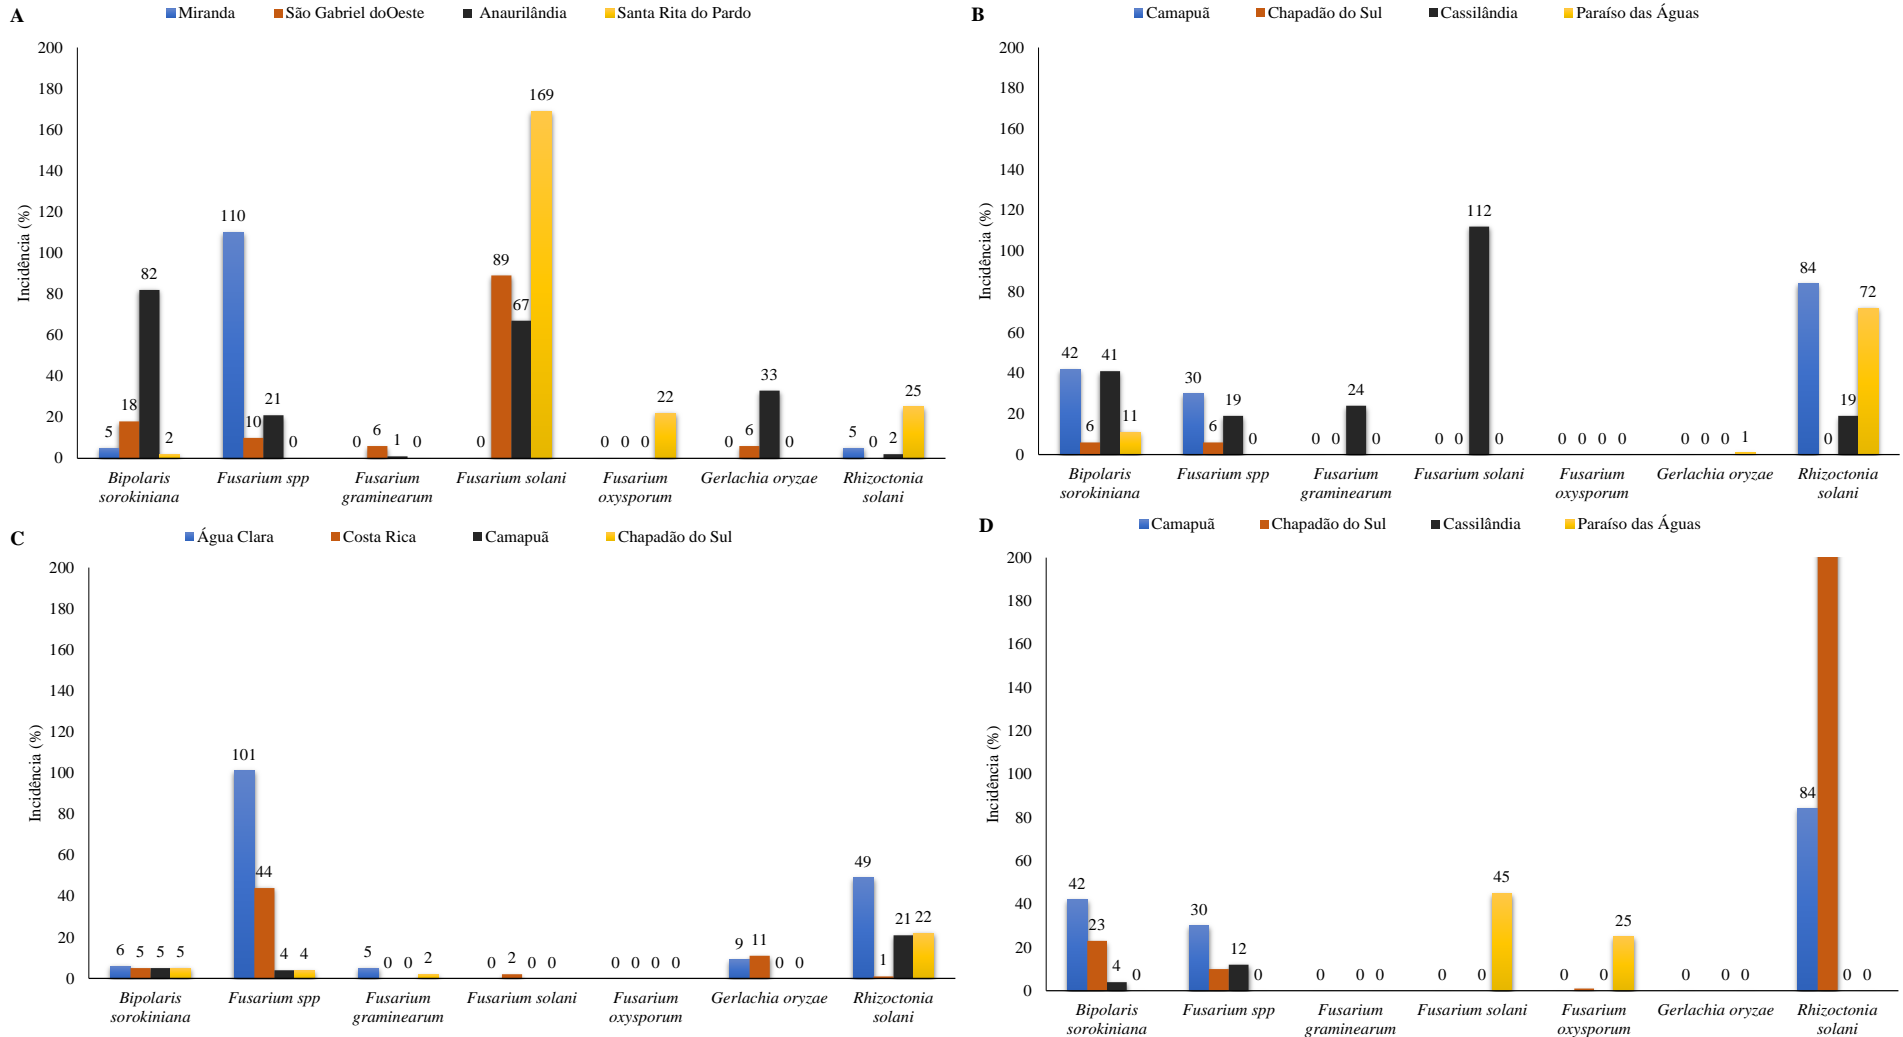 A
Miranda São Gabriel doOeste Anaurilândia Santa Rita do Pardo
200
180
160
140
120
100
80
60
40
20
0
Incidência (%)
5 18 82 2
110 10 21 0
0 6 1 0
0 89 67 169
0 0 0 22
0 6 33 0
5 0 2 25
Bipolaris sorokiniana
Fusarium spp
Fusarium graminearum
Fusarium solani
Fusarium oxysporum
Gerlachia oryzae
Rhizoctonia solani
B
Camapuã Chapadão do Sul Cassilândia Paraíso das Águas
200
180
160
140
120
100
80
60
40
20
0
Incidência (%)
42 6 41 11
30 6 19 0
0 0 24 0
0 0 112 0
0 0 0 0
0 0 0 1
84 0 19 72
Bipolaris sorokiniana
Fusarium spp
Fusarium graminearum
Fusarium solani
Fusarium oxysporum
Gerlachia oryzae
Rhizoctonia solani
C
Água Clara Costa Rica Camapuã Chapadão do Sul
200
180
160
140
120
100
80
60
40
20
0
Incidência (%)
6 5 5 5
101 44 4 4
5 0 0 2
0 2 0 0
0 0 0 0
9 11 0 0
49 1 21 22
Bipolaris sorokiniana
Fusarium spp
Fusarium graminearum
Fusarium solani
Fusarium oxysporum
Gerlachia oryzae
Rhizoctonia solani
D
Camapuã Chapadão do Sul Cassilândia Paraíso das Águas
200
180
160
140
120
100
80
60
40
20
0
Incidência (%)
42 23 4 0
30 12 0
0 0 0
0 0 45
0 0 25
0 0 0
84 0 0
Bipolaris sorokiniana
Fusarium spp
Fusarium graminearum
Fusarium solani
Fusarium oxysporum
Gerlachia oryzae
Rhizoctonia solani